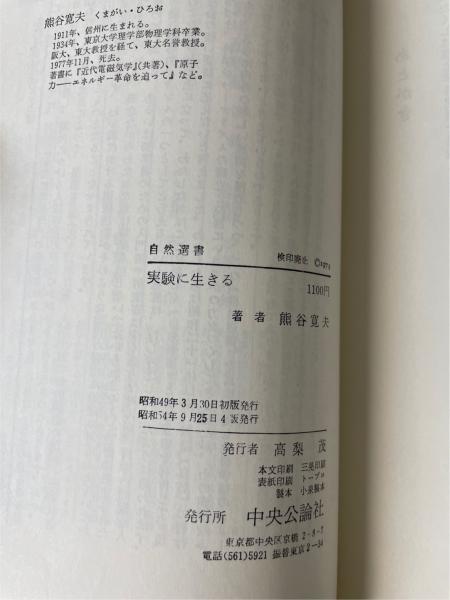 熊谷寛夫 くまがい・ひろお
1911年、信州に生まれる。
1934年、東京大学理学部物理学科卒業。
阪大、東大教授を経て、東大名誉教授。
1977年11月、死去。
著書に『近代電磁気学』(共著)、『原子
力――エネルギー革命を追って』など。
自然選書
検印廃止 ©1974
実験に生きる
1100円
著者 熊谷寛夫
昭和49年3月30日初版発行
昭和54年9月25日4版発行
発行者 高梨茂
本文印刷 三晃印刷
表紙印刷 トープロ
製本 小泉製本
発行所 中央公論社
東京都中央区京橋2-8-7
電話(561)5921 振替東京2-34
あとがき